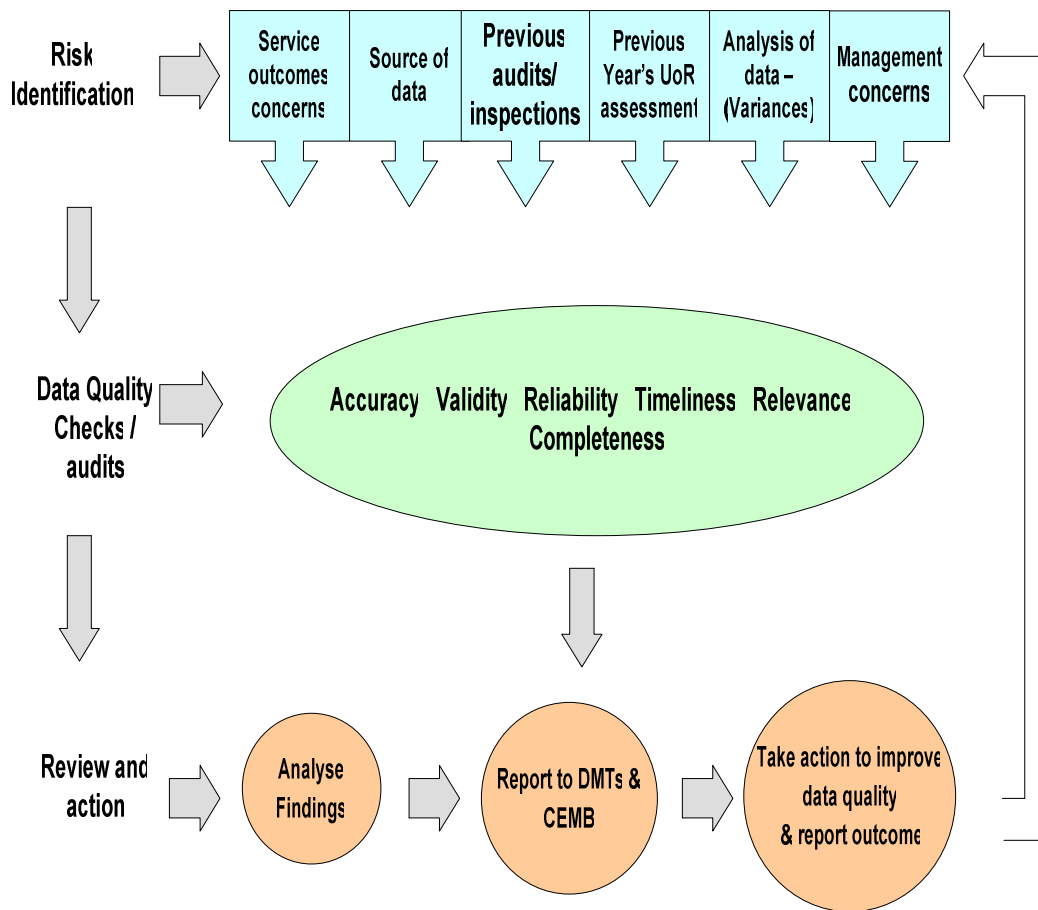 Risk
Identification
Service
outcomes
concerns
Source of
data
Previous
audits/
inspections
Previous
Year's UoR
assessment
Analysis of
data –
(Variances)
Management
concerns
Data Quality
Checks /
audits
Accuracy Validity Reliability Timeliness Relevance
Completeness
Review and
action
Analyse
Findings
Report to DMTs &
CEMB
Take action to improve
data quality
& report outcome